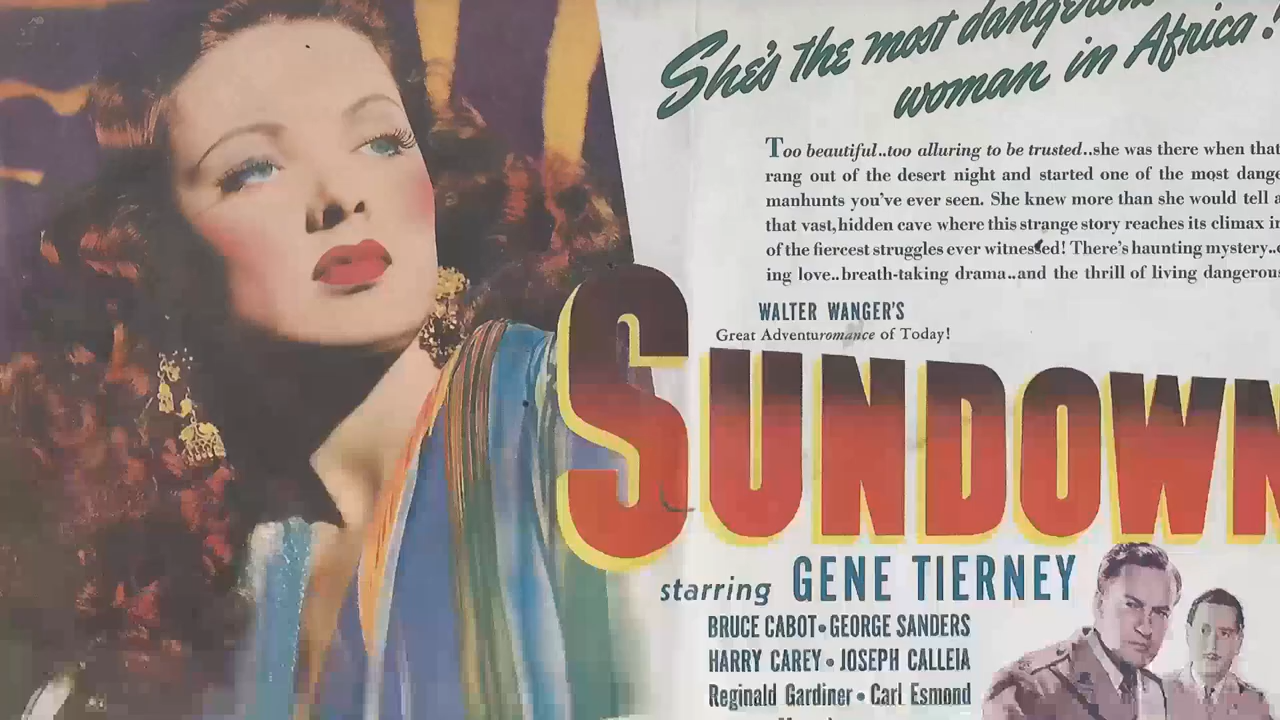 She's the most dangerous
woman in Africa!
Too beautiful..too alluring to be trusted..she was there when that
rang out of the desert night and started one of the most dange
manhunts you've ever seen. She knew more than she would tell a
that vast, hidden cave where this strange story reaches its climax in
of the fiercest struggles ever witnessed! There's haunting mystery..
ing love..breath-taking drama..and the thrill of living dangerous
WALTER WANGER'S
Great Adventuromance of Today!
SUNDOWN
starring GENE TIERNEY
BRUCE CABOT • GEORGE SANDERS
HARRY CAREY • JOSEPH CALLEIA
Reginald Gardiner • Carl Esmond